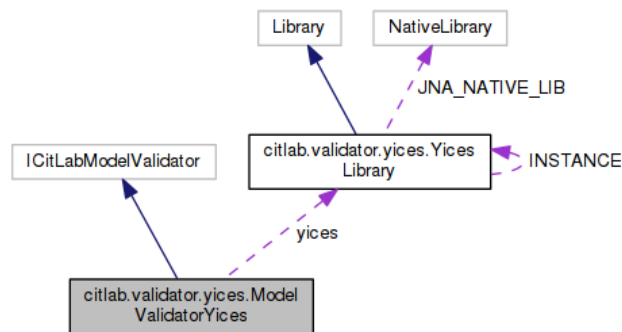 Library
NativeLibrary
JNA_NATIVE_LIB
ICitLabModelValidator
citlab.validator.yices.Yices
Library
INSTANCE
yices
citlab.validator.yices.Model
ValidatorYices